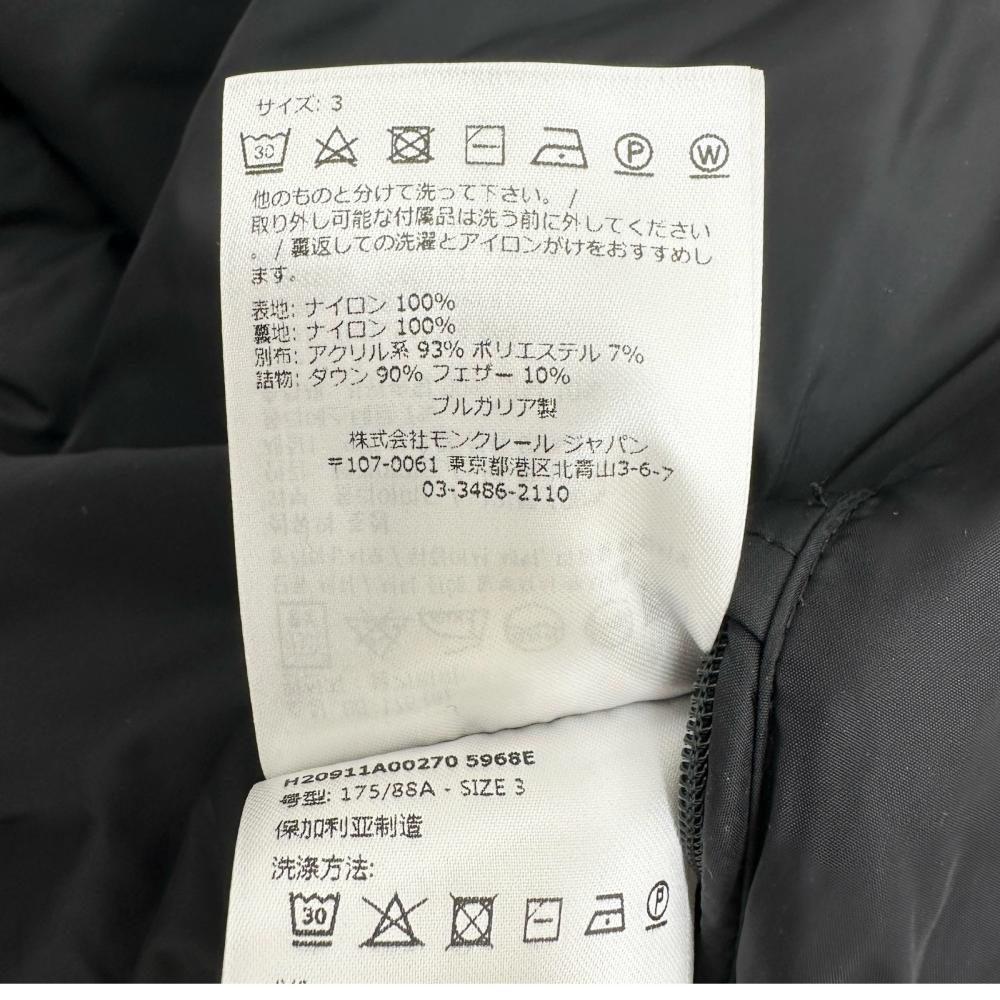 サイズ: 3
30
P W
他のものと分けて洗って下さい。 /
取り外し可能な付属品は洗う前に外してください
。 / 裏返しての洗濯とアイロンがけをおすすめし
ます。
表地: ナイロン 100%
裏地: ナイロン 100%
別布: アクリル系 93% ポリエステル 7%
詰物: ダウン 90% フェザー 10%
ブルガリア製
株式会社モンクレール ジャパン
〒107-0061 東京都港区北青山3-6-7
03-3486-2110
H20911A00270 5968E
号型: 175/88A - SIZE 3
保加利亚制造
洗涤方法:
30
P